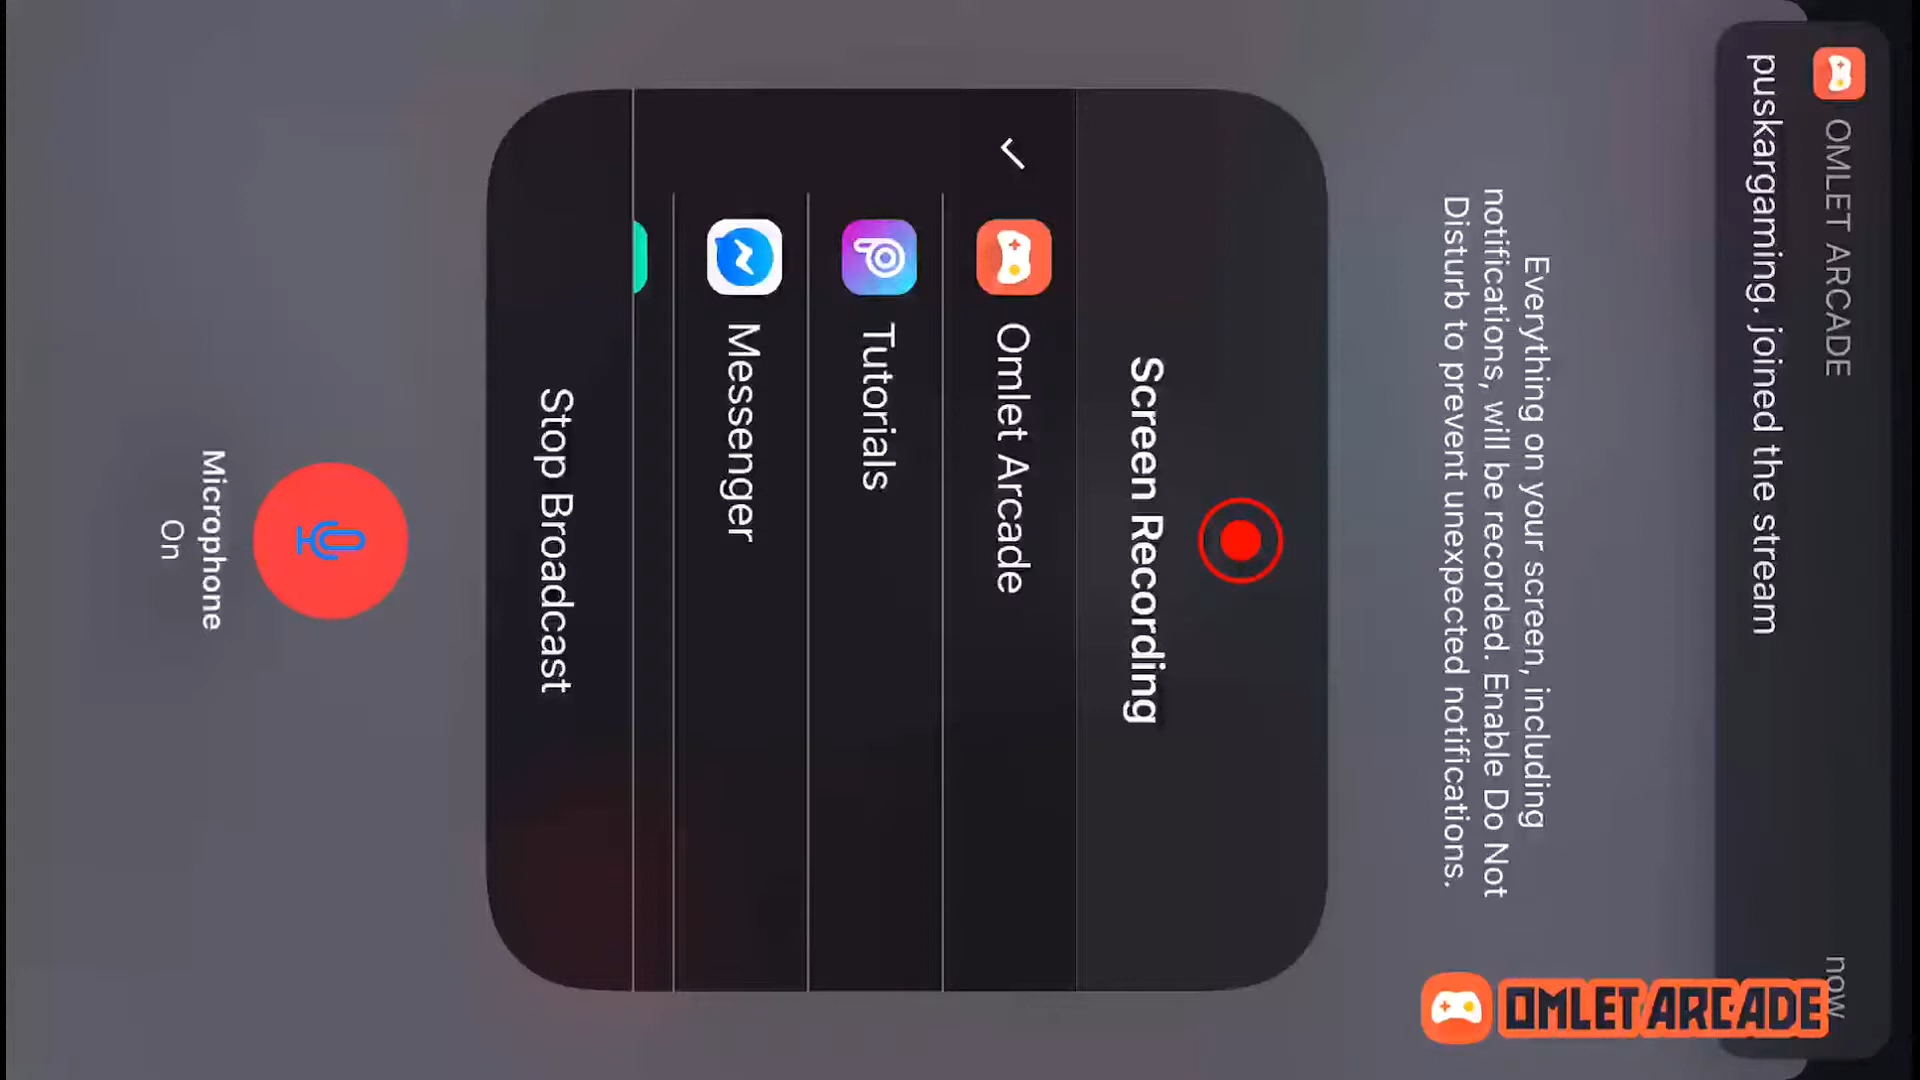 OMLET ARCADE
now
puskargaming. joined the stream
Everything on your screen, including
notifications, will be recorded. Enable Do Not
Disturb to prevent unexpected notifications.
Screen Recording
Omlet Arcade
Tutorials
Messenger
Stop Broadcast
Microphone
On
OMLET ARCADE